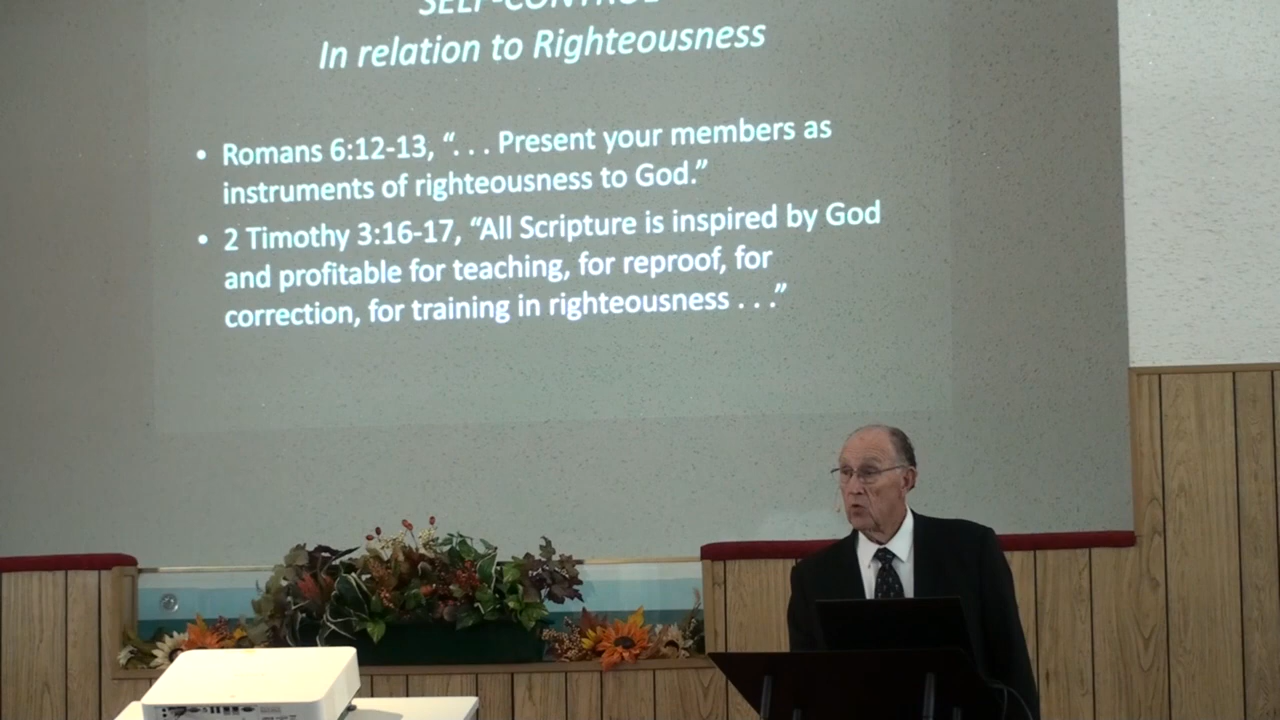 SELF-CONTROL
In relation to Righteousness
• Romans 6:12-13, “. . . Present your members as
instruments of righteousness to God.”
• 2 Timothy 3:16-17, “All Scripture is inspired by God
and profitable for teaching, for reproof, for
correction, for training in righteousness . . .”